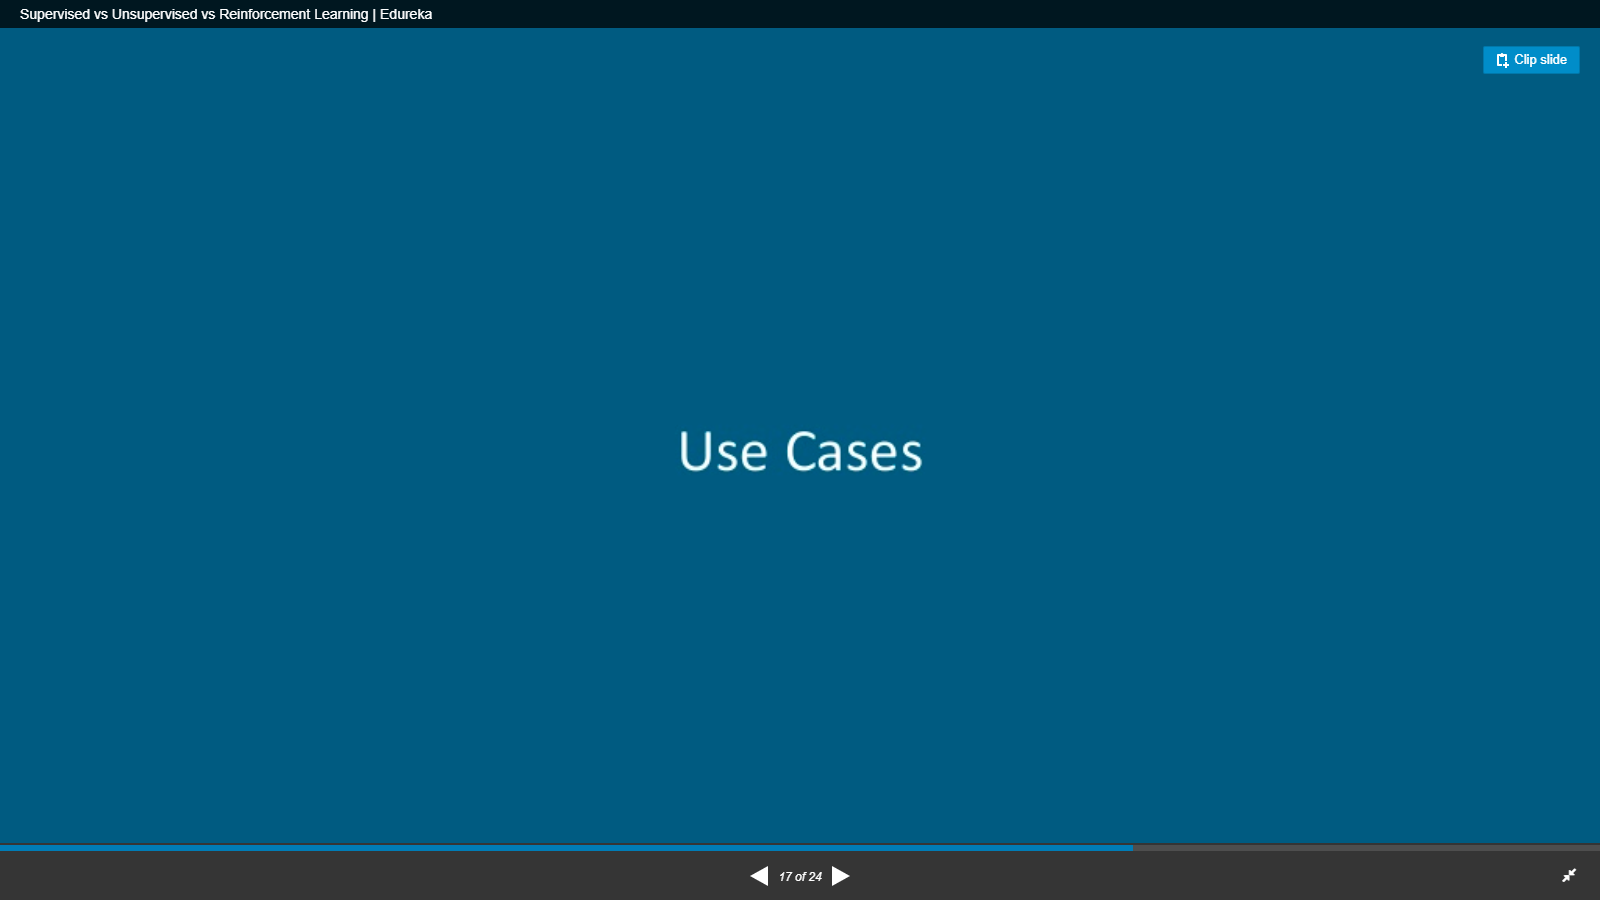 Supervised vs Unsupervised vs Reinforcement Learning | Edureka
Clip slide
Use Cases
17 of 24